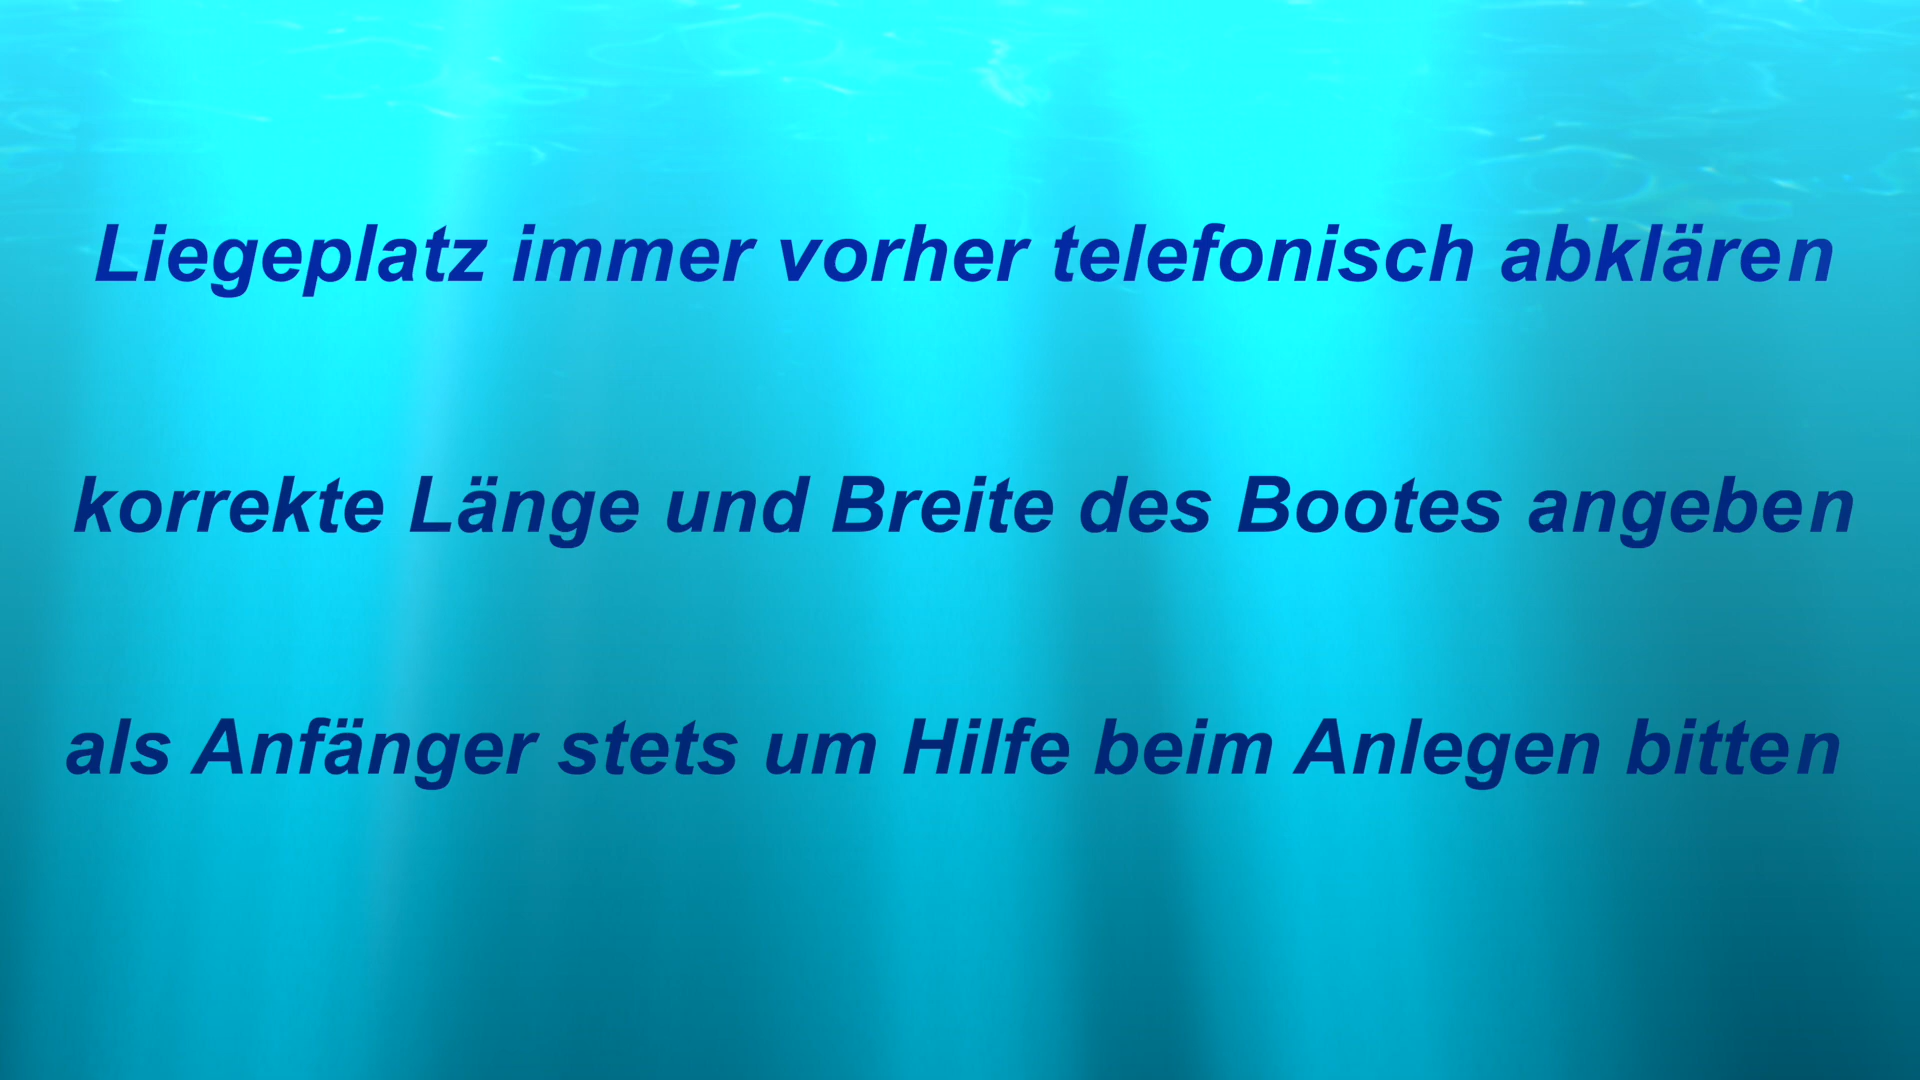 Liegeplatz immer vorher telefonisch abklären
korrekte Länge und Breite des Bootes angeben
als Anfänger stets um Hilfe beim Anlegen bitten